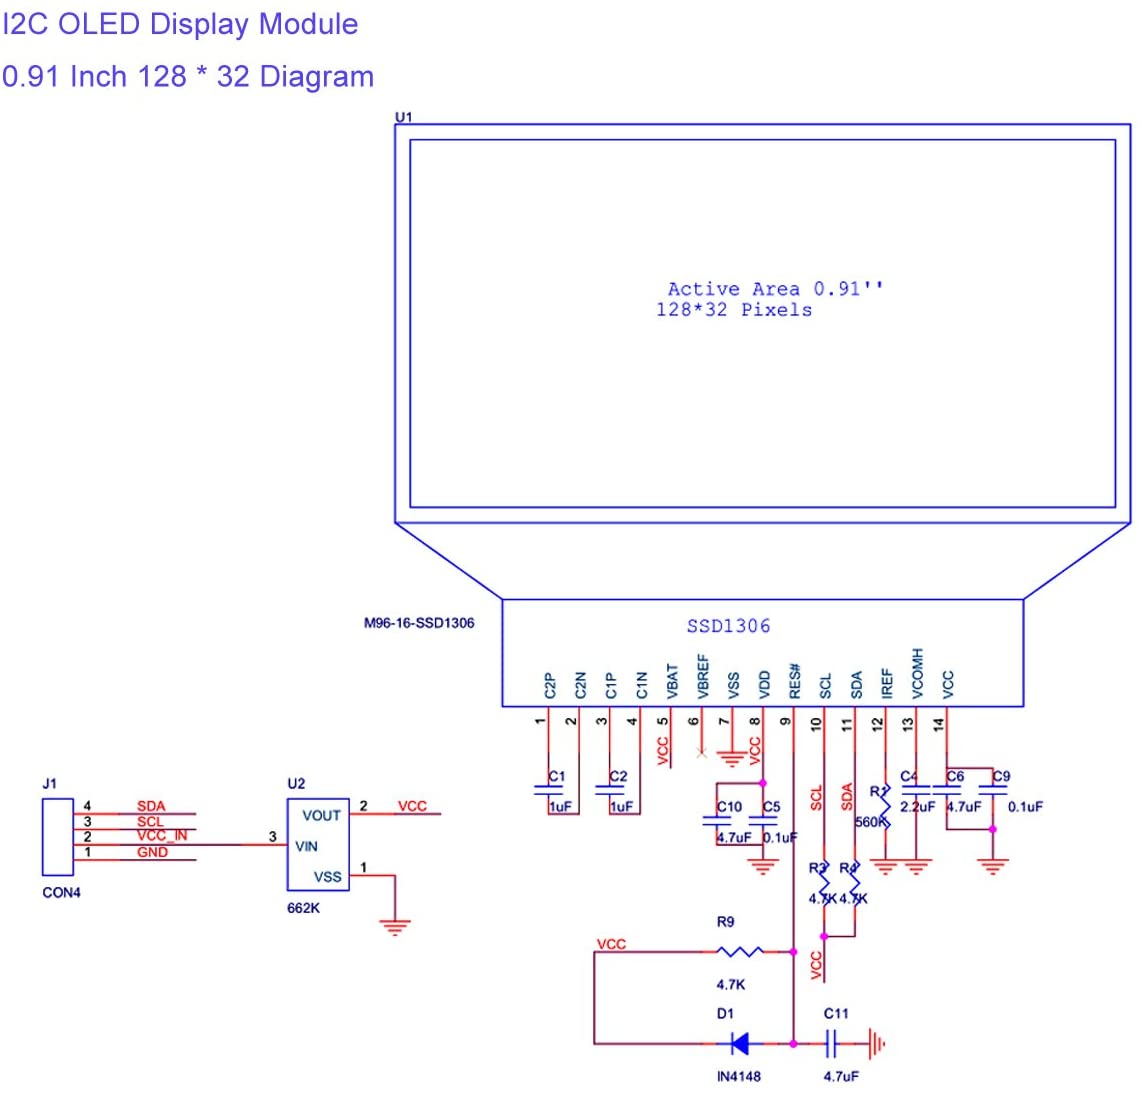 I2C OLED Display Module
0.91 Inch 128 * 32 Diagram
U1
Active Area 0.91''
128*32 Pixels
M96-16-SSD1306
SSD1306
C2P
C2N
C1P
C1N
VBAT
VBREF
VSS
VDD
RES#
SCL
SDA
IREF
VCOMH
VCC
1
2
3
4
5
6
7
8
9
10
11
12
13
14
VCC
VCC
C1
1uF
C2
1uF
C10
4.7uF
C5
0.1uF
SCL
SDA
R1
560K
C4
2.2uF
C6
4.7uF
C9
0.1uF
R3
4.7K
R4
4.7K
VCC
J1
4
SDA
3
SCL
2
VCC_IN
1
GND
CON4
U2
VOUT
2
VCC
3
VIN
VSS
1
662K
R9
VCC
4.7K
D1
IN4148
C11
4.7uF